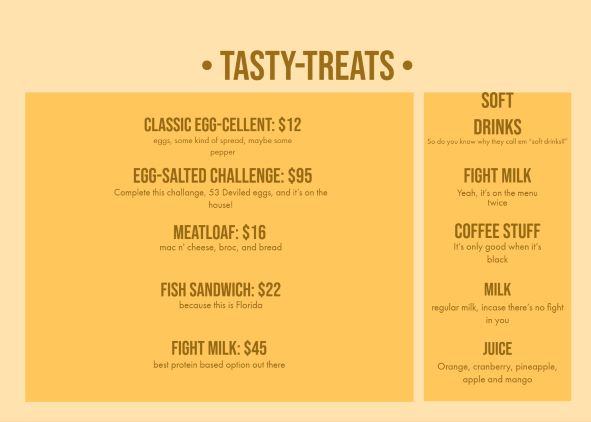 • TASTY-TREATS •
CLASSIC EGG-CELLENT: $12
eggs, some kind of spread, maybe some
pepper
EGG-SALTED CHALLENGE: $95
Complete this challange, 53 Deviled eggs, and it's on the
house!
MEATLOAF: $16
mac n' cheese, broc, and bread
FISH SANDWICH: $22
because this is Florida
FIGHT MILK: $45
best protein based option out there
SOFT
DRINKS
So do you know why they call em "soft drinks?"
FIGHT MILK
Yeah, it's on the menu
twice
COFFEE STUFF
It's only good when it's
black
MILK
regular milk, incase there's no fight
in you
JUICE
Orange, cranberry, pineapple,
apple and mango